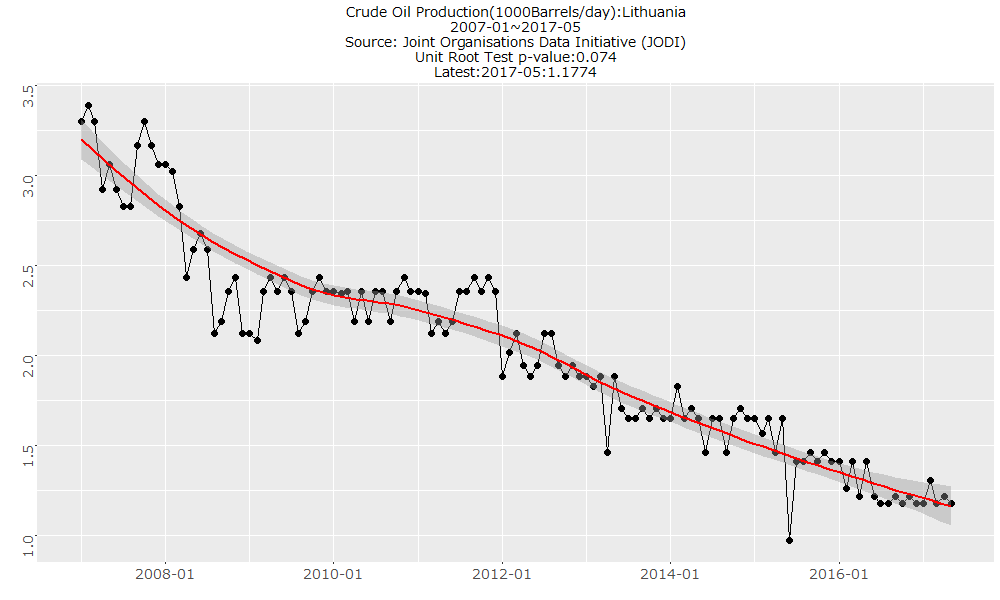 Crude Oil Production(1000Barrels/day):Lithuania
2007-01~2017-05
Source: Joint Organisations Data Initiative (JODI)
Unit Root Test p-value:0.074
Latest:2017-05:1.1774
3.5
3.0
2.5
2.0
1.5
1.0
2008-01 2010-01 2012-01 2014-01 2016-01